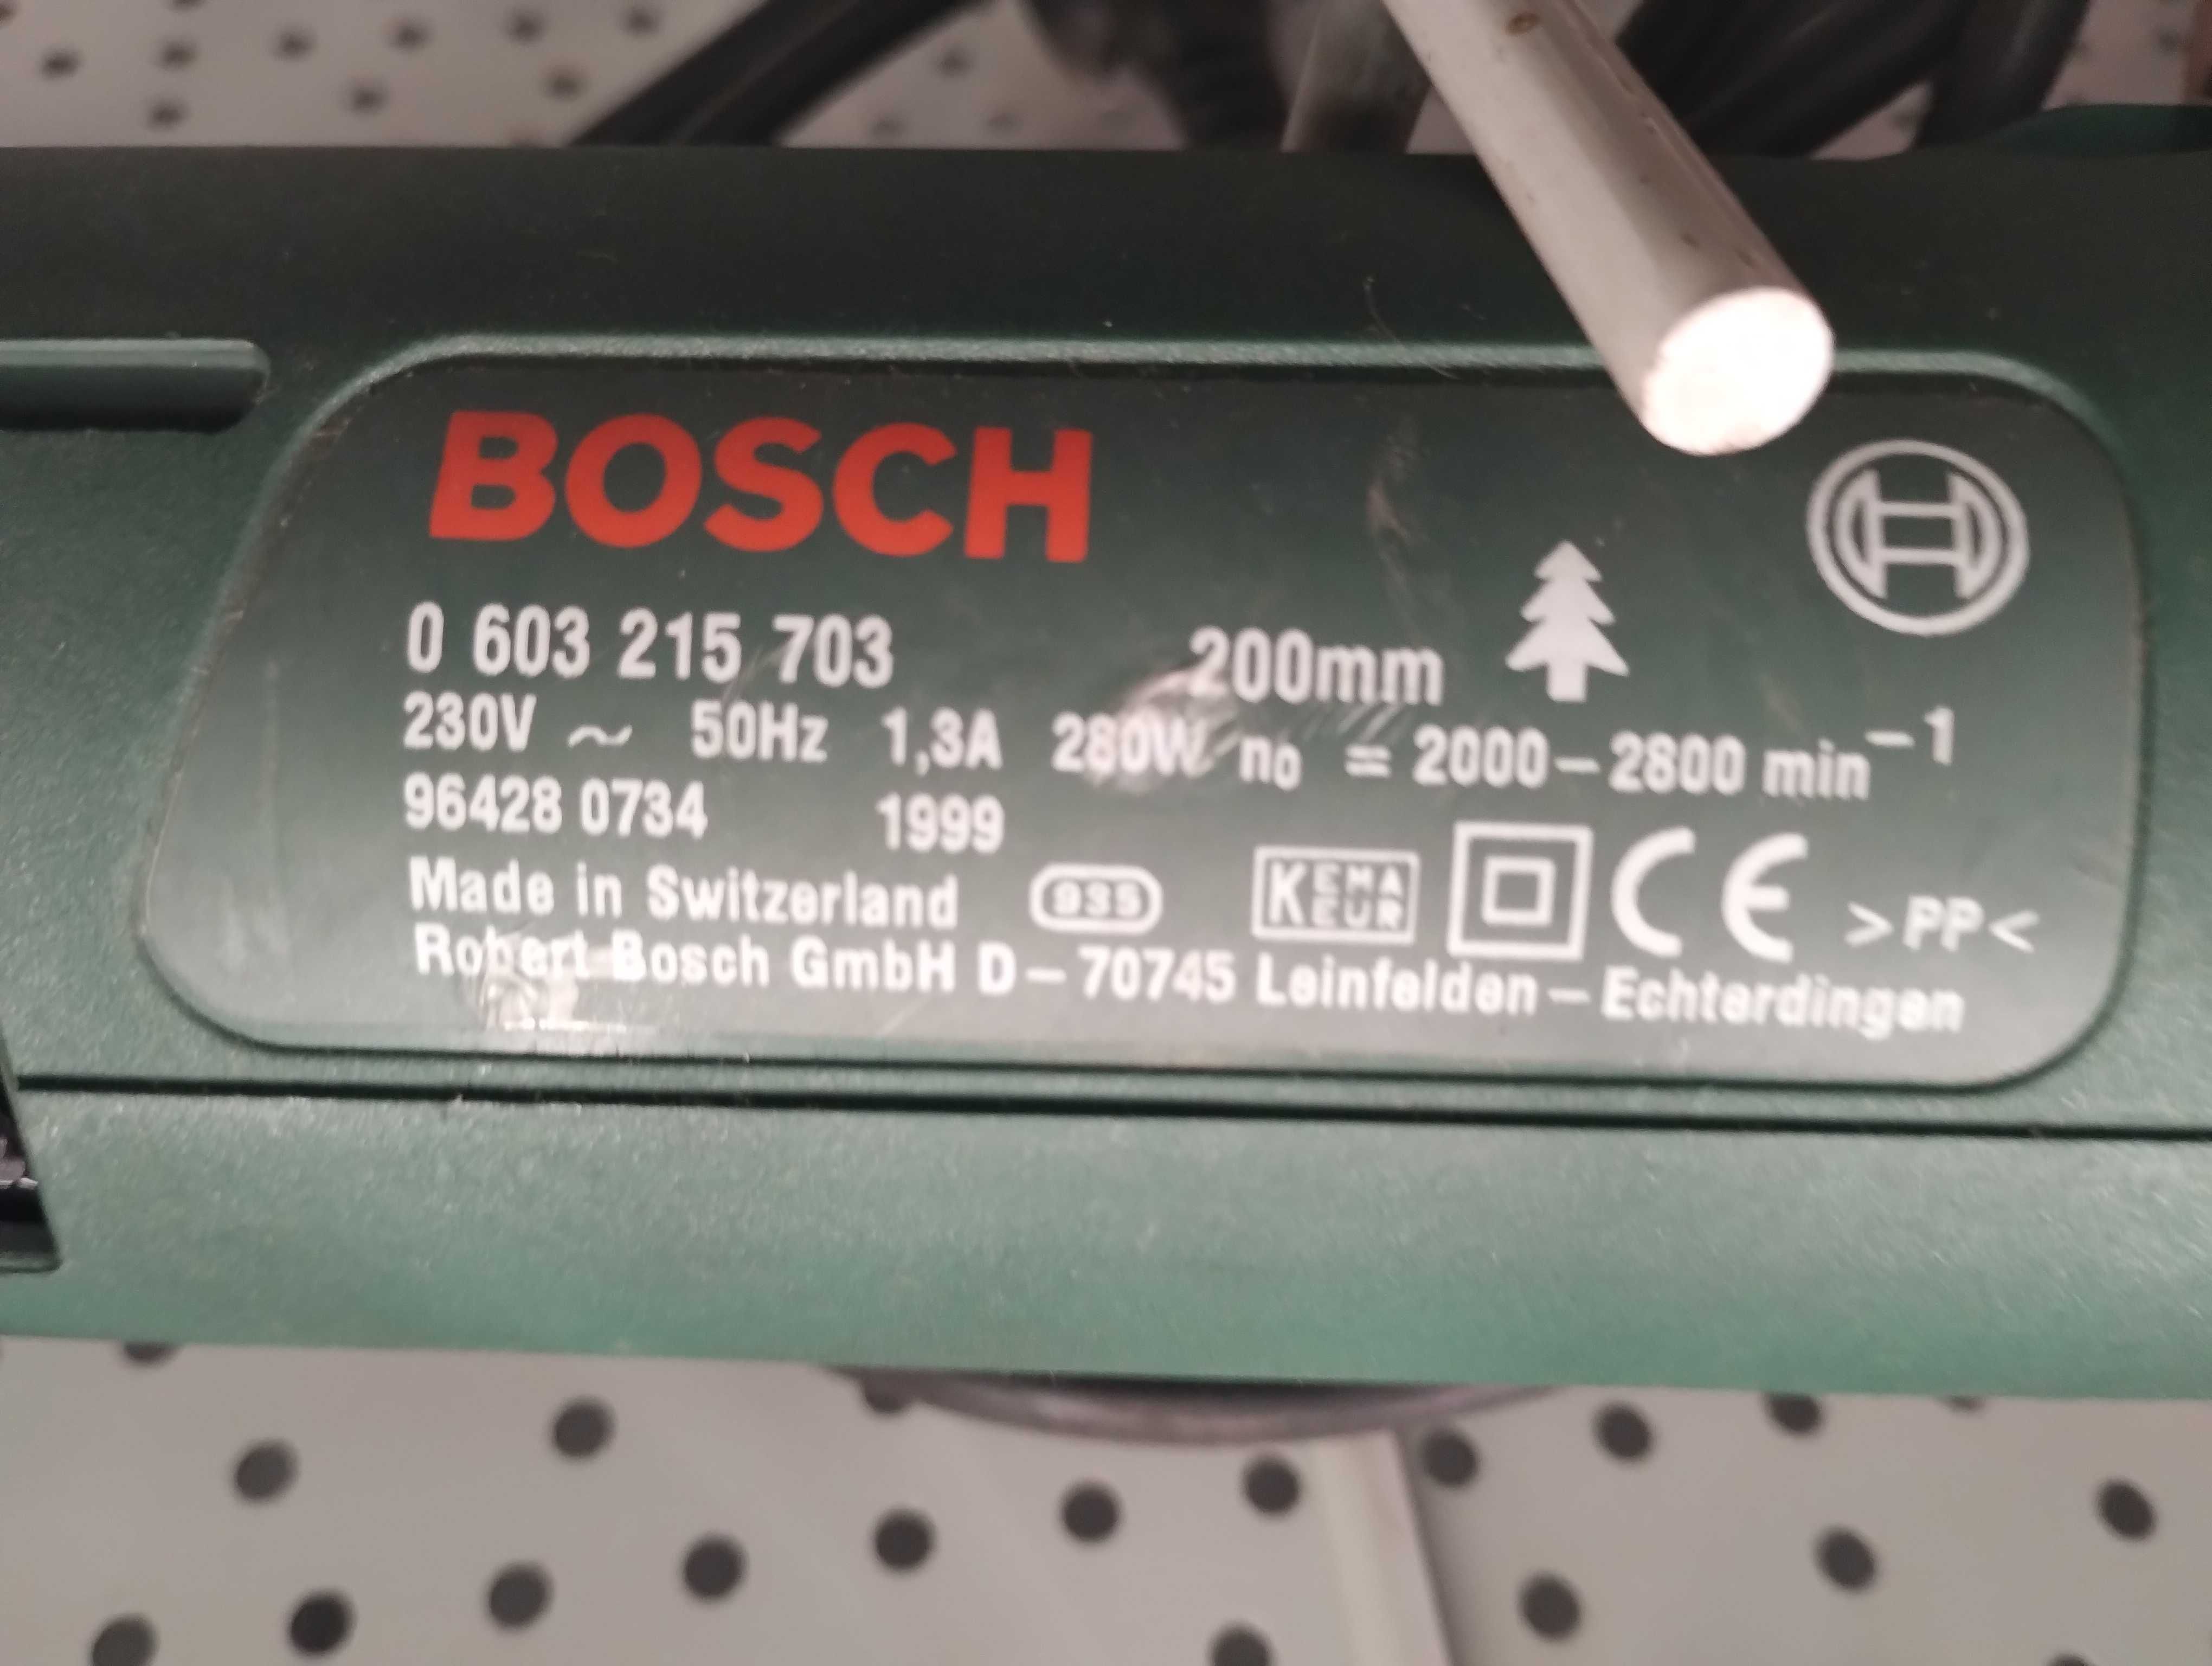 BOSCH
0 603 215 703 200mm
230V ~ 50Hz 1,3A 280W n₀ = 2000–2800 min⁻¹
96428 0734 1999
Made in Switzerland 935 KEMA KEUR CE >PP<
Robert Bosch GmbH D–70745 Leinfelden–Echterdingen